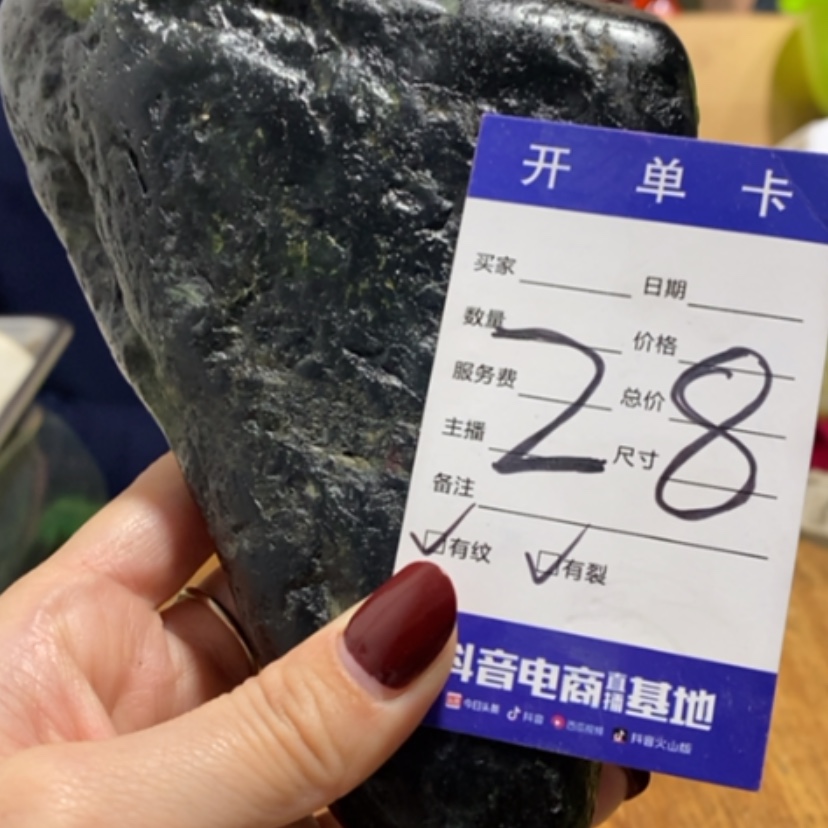 开单卡
买家 日期
数量 价格
服务费 总价
28
主播 尺寸
备注
有纹 有裂
抖音电商直播基地
今日头条 抖音 西瓜视频 抖音火山版